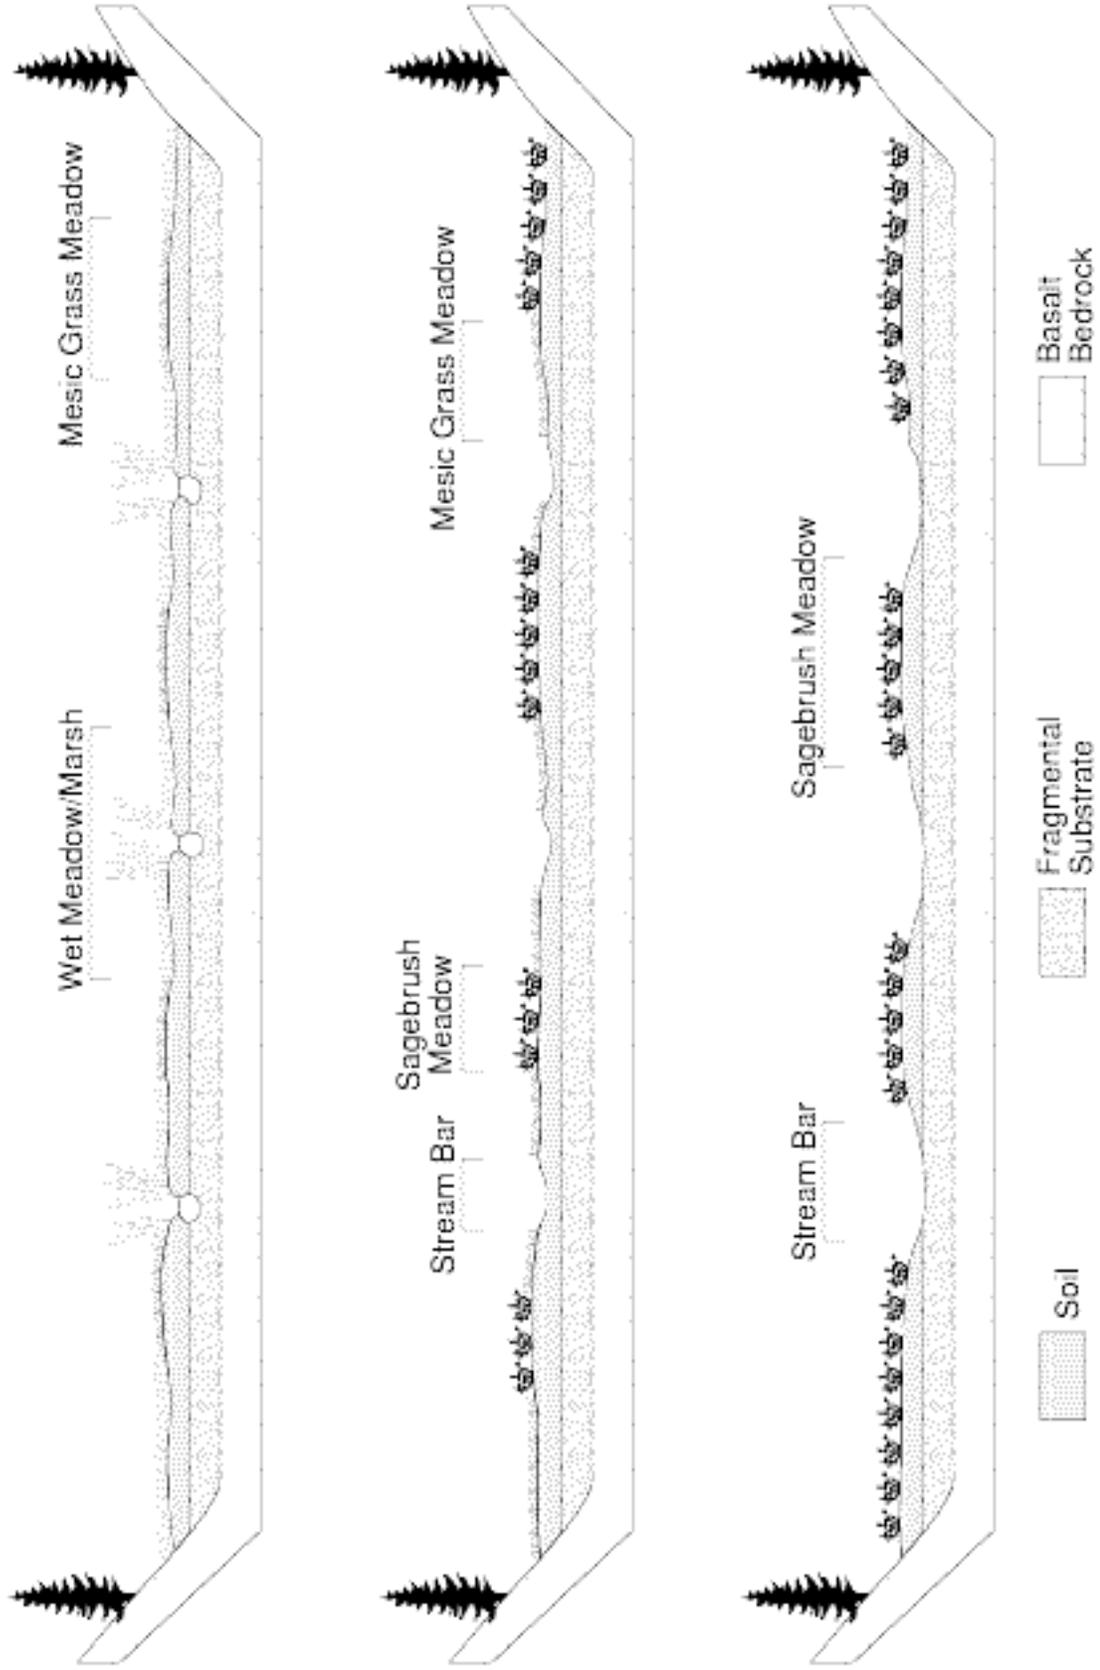 Wet Meadow/Marsh
Mesic Grass Meadow
Stream Bar
Sagebrush
Meadow
Mesic Grass Meadow
Stream Bar
Sagebrush Meadow
Soil
Fragmental
Substrate
Basalt
Bedrock